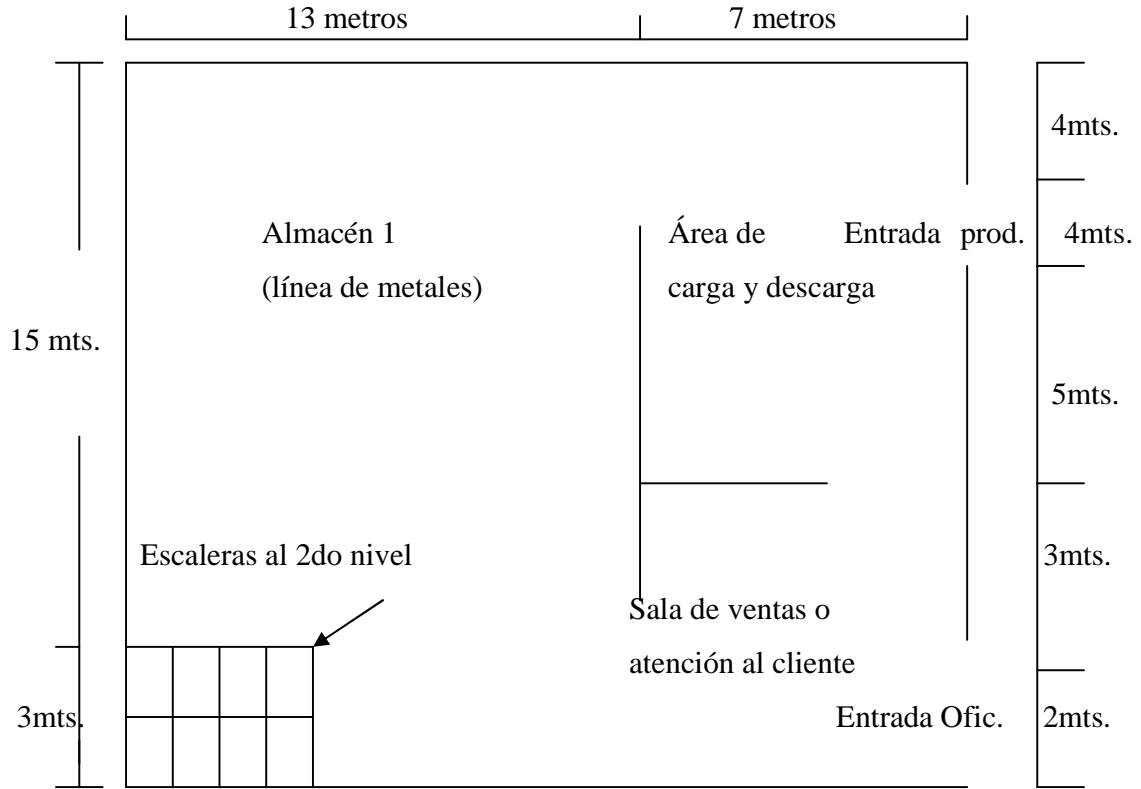 13 metros
7 metros
4mts.
Almacén 1
Área de
Entrada prod.
4mts.
(línea de metales)
carga y descarga
15 mts.
5mts.
Escaleras al 2do nivel
3mts.
Sala de ventas o
atención al cliente
3mts.
Entrada Ofic.
2mts.